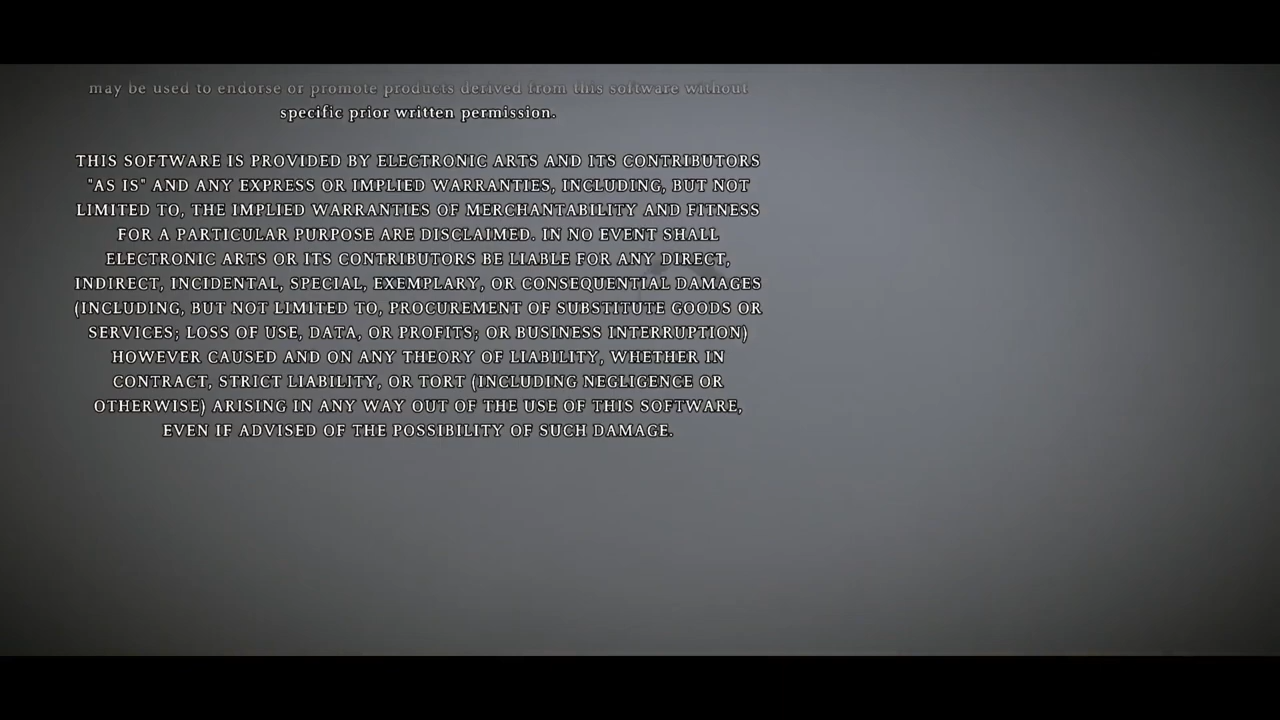 may be used to endorse or promote products derived from this software without
specific prior written permission.
THIS SOFTWARE IS PROVIDED BY ELECTRONIC ARTS AND ITS CONTRIBUTORS
"AS IS" AND ANY EXPRESS OR IMPLIED WARRANTIES, INCLUDING, BUT NOT
LIMITED TO, THE IMPLIED WARRANTIES OF MERCHANTABILITY AND FITNESS
FOR A PARTICULAR PURPOSE ARE DISCLAIMED. IN NO EVENT SHALL
ELECTRONIC ARTS OR ITS CONTRIBUTORS BE LIABLE FOR ANY DIRECT,
INDIRECT, INCIDENTAL, SPECIAL, EXEMPLARY, OR CONSEQUENTIAL DAMAGES
(INCLUDING, BUT NOT LIMITED TO, PROCUREMENT OF SUBSTITUTE GOODS OR
SERVICES; LOSS OF USE, DATA, OR PROFITS; OR BUSINESS INTERRUPTION)
HOWEVER CAUSED AND ON ANY THEORY OF LIABILITY, WHETHER IN
CONTRACT, STRICT LIABILITY, OR TORT (INCLUDING NEGLIGENCE OR
OTHERWISE) ARISING IN ANY WAY OUT OF THE USE OF THIS SOFTWARE,
EVEN IF ADVISED OF THE POSSIBILITY OF SUCH DAMAGE.